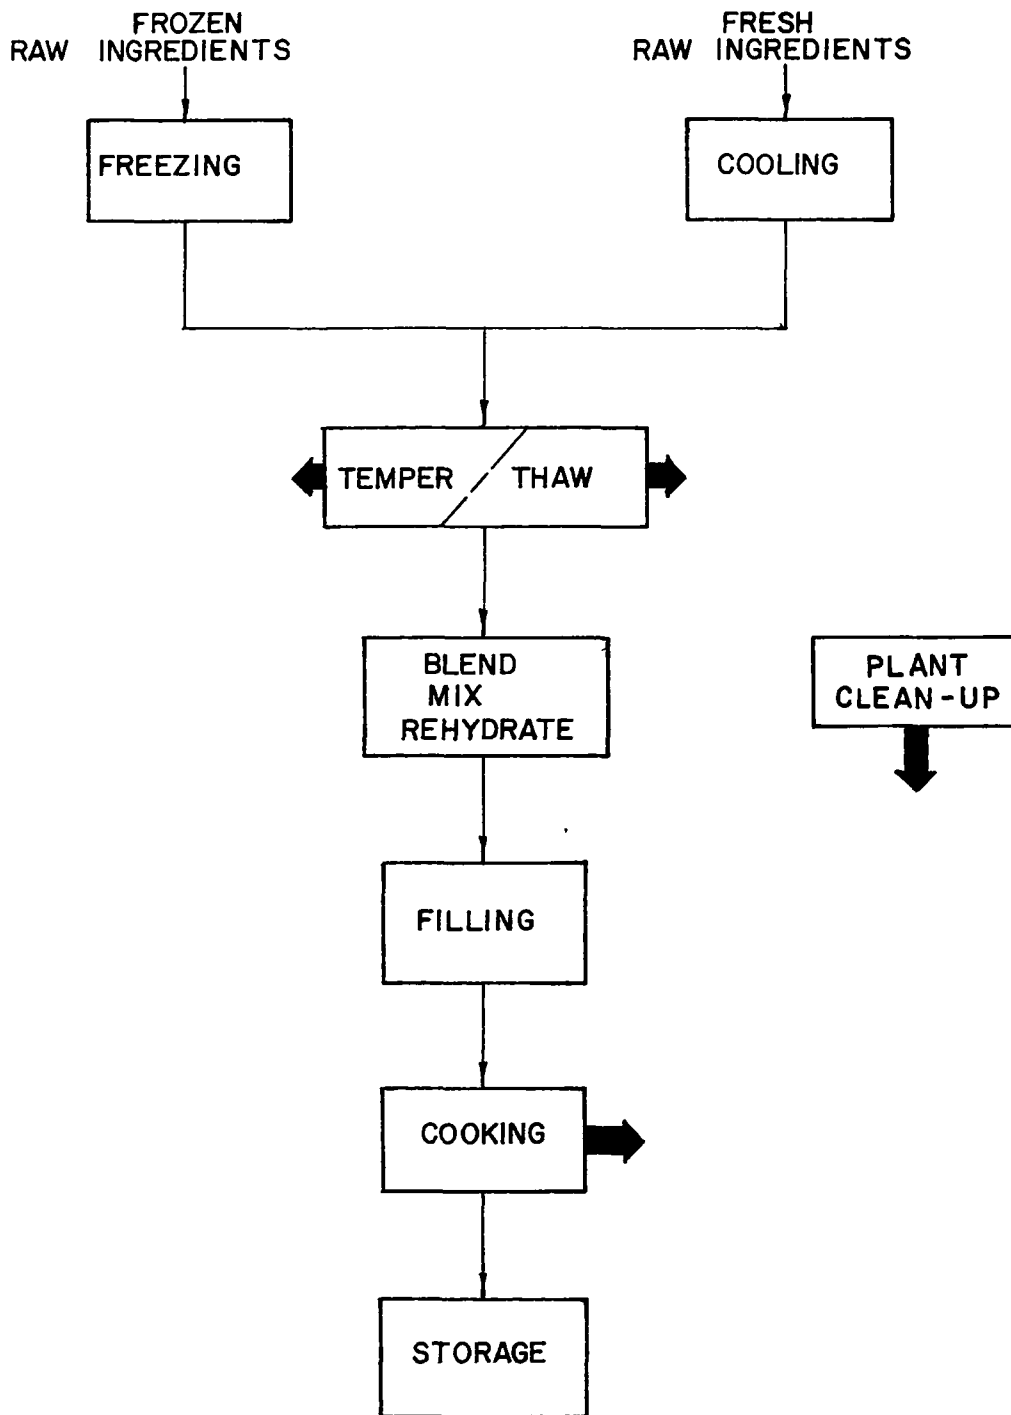 FROZEN
RAW INGREDIENTS
FRESH
RAW INGREDIENTS
FREEZING
COOLING
TEMPER
THAW
BLEND
MIX
REHYDRATE
PLANT
CLEAN-UP
FILLING
COOKING
STORAGE